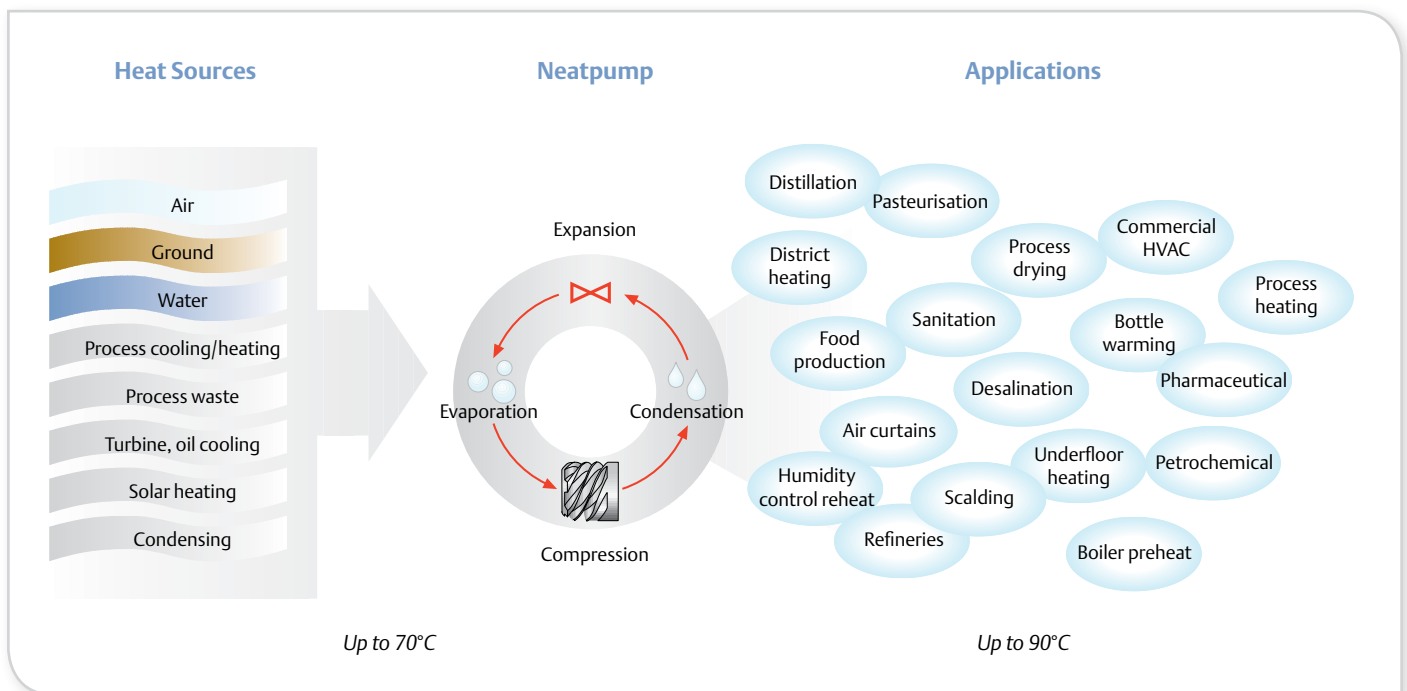 Heat Sources
Neatpump
Applications
Air
Ground
Water
Process cooling/heating
Process waste
Turbine, oil cooling
Solar heating
Condensing
Expansion
Evaporation
Condensation
Compression
Distillation
Pasteurisation
District
heating
Process
drying
Commercial
HVAC
Process
heating
Food
production
Sanitation
Bottle
warming
Desalination
Pharmaceutical
Air curtains
Humidity
control reheat
Underfloor
heating
Petrochemical
Scalding
Refineries
Boiler preheat
Up to 70°C
Up to 90°C